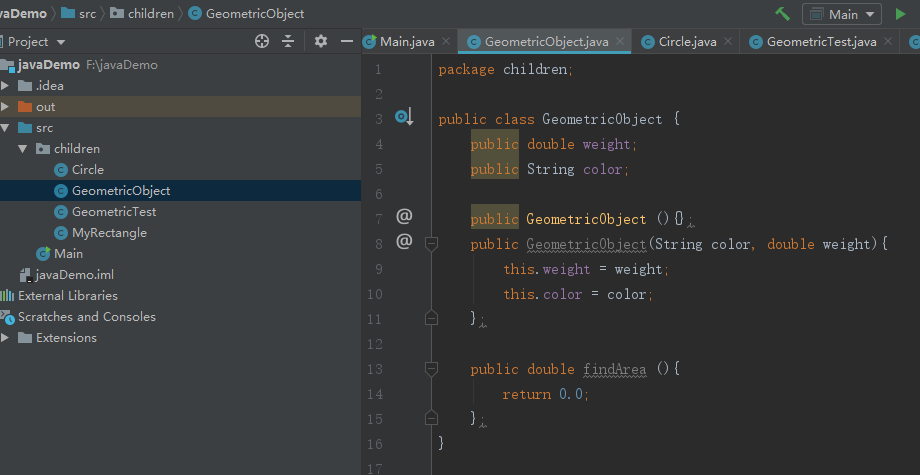 javaDemo src children GeometricObject Main
Project
Main.java × GeometricObject.java × Circle.java × GeometricTest.java ×
javaDemo F:\javaDemo
.idea
out
src
children
Circle
GeometricObject
GeometricTest
MyRectangle
Main
javaDemo.iml
External Libraries
Scratches and Consoles
Extensions
1 package children;
2
3 public class GeometricObject {
4 public double weight;
5 public String color;
6
7 public GeometricObject (){};
8 public GeometricObject(String color, double weight){
9 this.weight = weight;
10 this.color = color;
11 };
12
13 public double findArea (){
14 return 0.0;
15 };
16 }
17